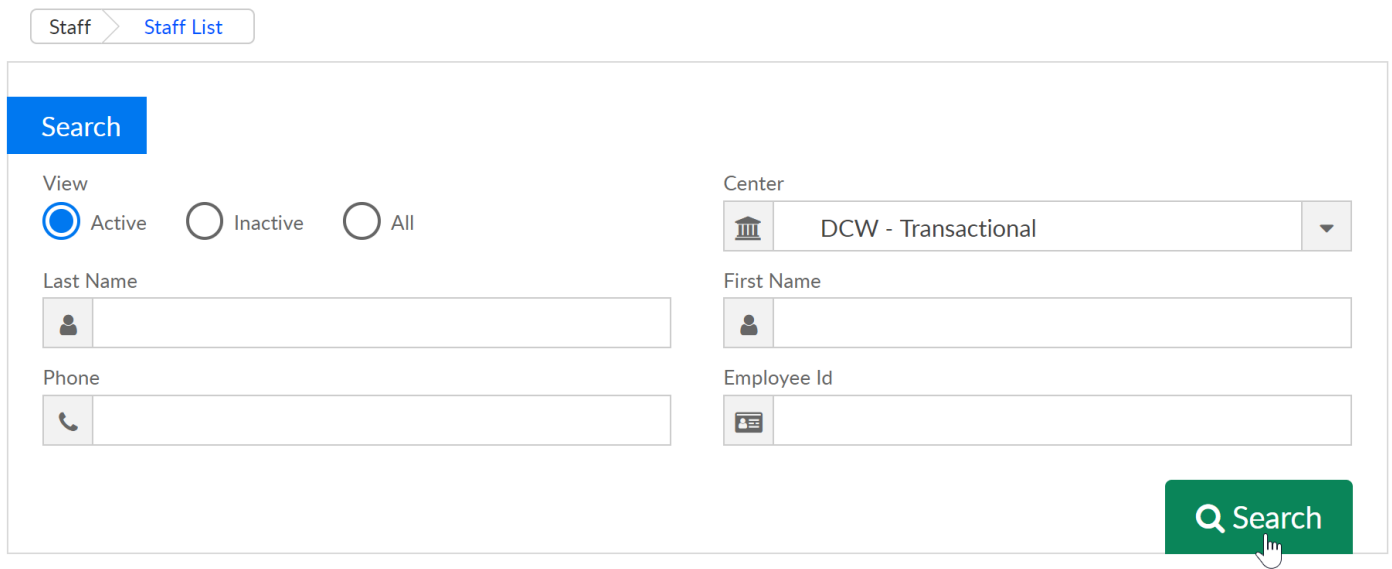 Staff Staff List
Search
View
Active Inactive All
Center
DCW - Transactional
Last Name
First Name
Phone
Employee Id
Search